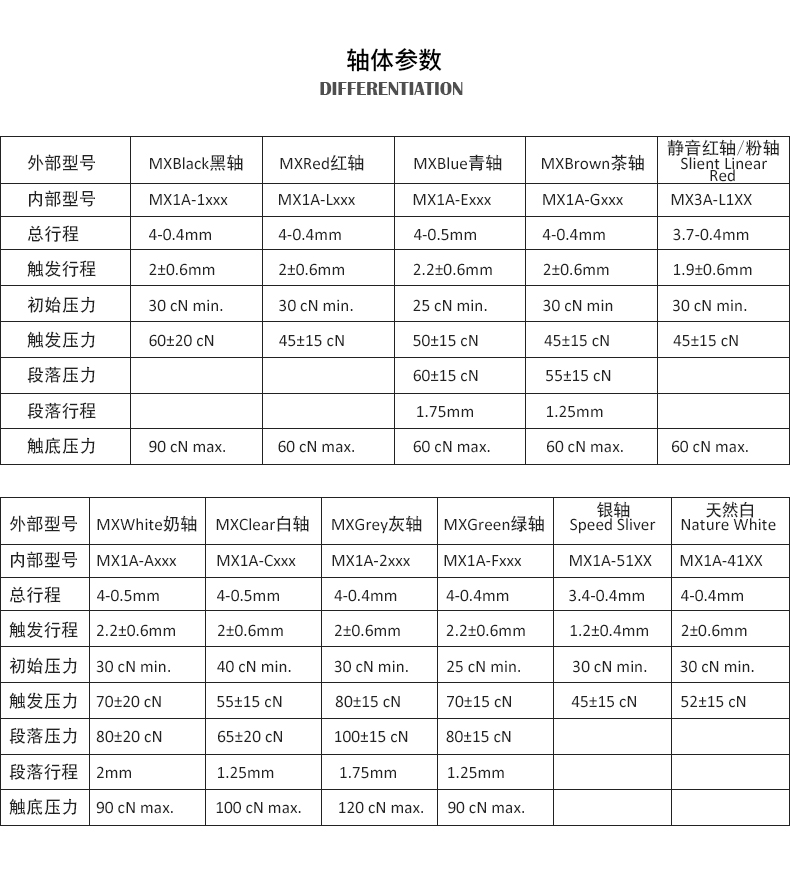 轴体参数
DIFFERENTIATION
外部型号 MXBlack黑轴 MXRed红轴 MXBlue青轴 MXBrown茶轴 静音红轴/粉轴 Slient Linear Red
内部型号 MX1A-1xxx MX1A-Lxxx MX1A-Exxx MX1A-Gxxx MX3A-L1XX
总行程 4-0.4mm 4-0.4mm 4-0.5mm 4-0.4mm 3.7-0.4mm
触发行程 2±0.6mm 2±0.6mm 2.2±0.6mm 2±0.6mm 1.9±0.6mm
初始压力 30 cN min. 30 cN min. 25 cN min. 30 cN min 30 cN min.
触发压力 60±20 cN 45±15 cN 50±15 cN 45±15 cN 45±15 cN
段落压力 60±15 cN 55±15 cN
段落行程 1.75mm 1.25mm
触底压力 90 cN max. 60 cN max. 60 cN max. 60 cN max. 60 cN max.
外部型号 MXWhite奶轴 MXClear白轴 MXGrey灰轴 MXGreen绿轴 银轴 Speed Sliver 天然白 Nature White
内部型号 MX1A-Axxx MX1A-Cxxx MX1A-2xxx MX1A-Fxxx MX1A-51XX MX1A-41XX
总行程 4-0.5mm 4-0.5mm 4-0.4mm 4-0.4mm 3.4-0.4mm 4-0.4mm
触发行程 2.2±0.6mm 2±0.6mm 2±0.6mm 2.2±0.6mm 1.2±0.4mm 2±0.6mm
初始压力 30 cN min. 40 cN min. 30 cN min. 25 cN min. 30 cN min. 30 cN min.
触发压力 70±20 cN 55±15 cN 80±15 cN 70±15 cN 45±15 cN 52±15 cN
段落压力 80±20 cN 65±20 cN 100±15 cN 80±15 cN
段落行程 2mm 1.25mm 1.75mm 1.25mm
触底压力 90 cN max. 100 cN max. 120 cN max. 90 cN max.